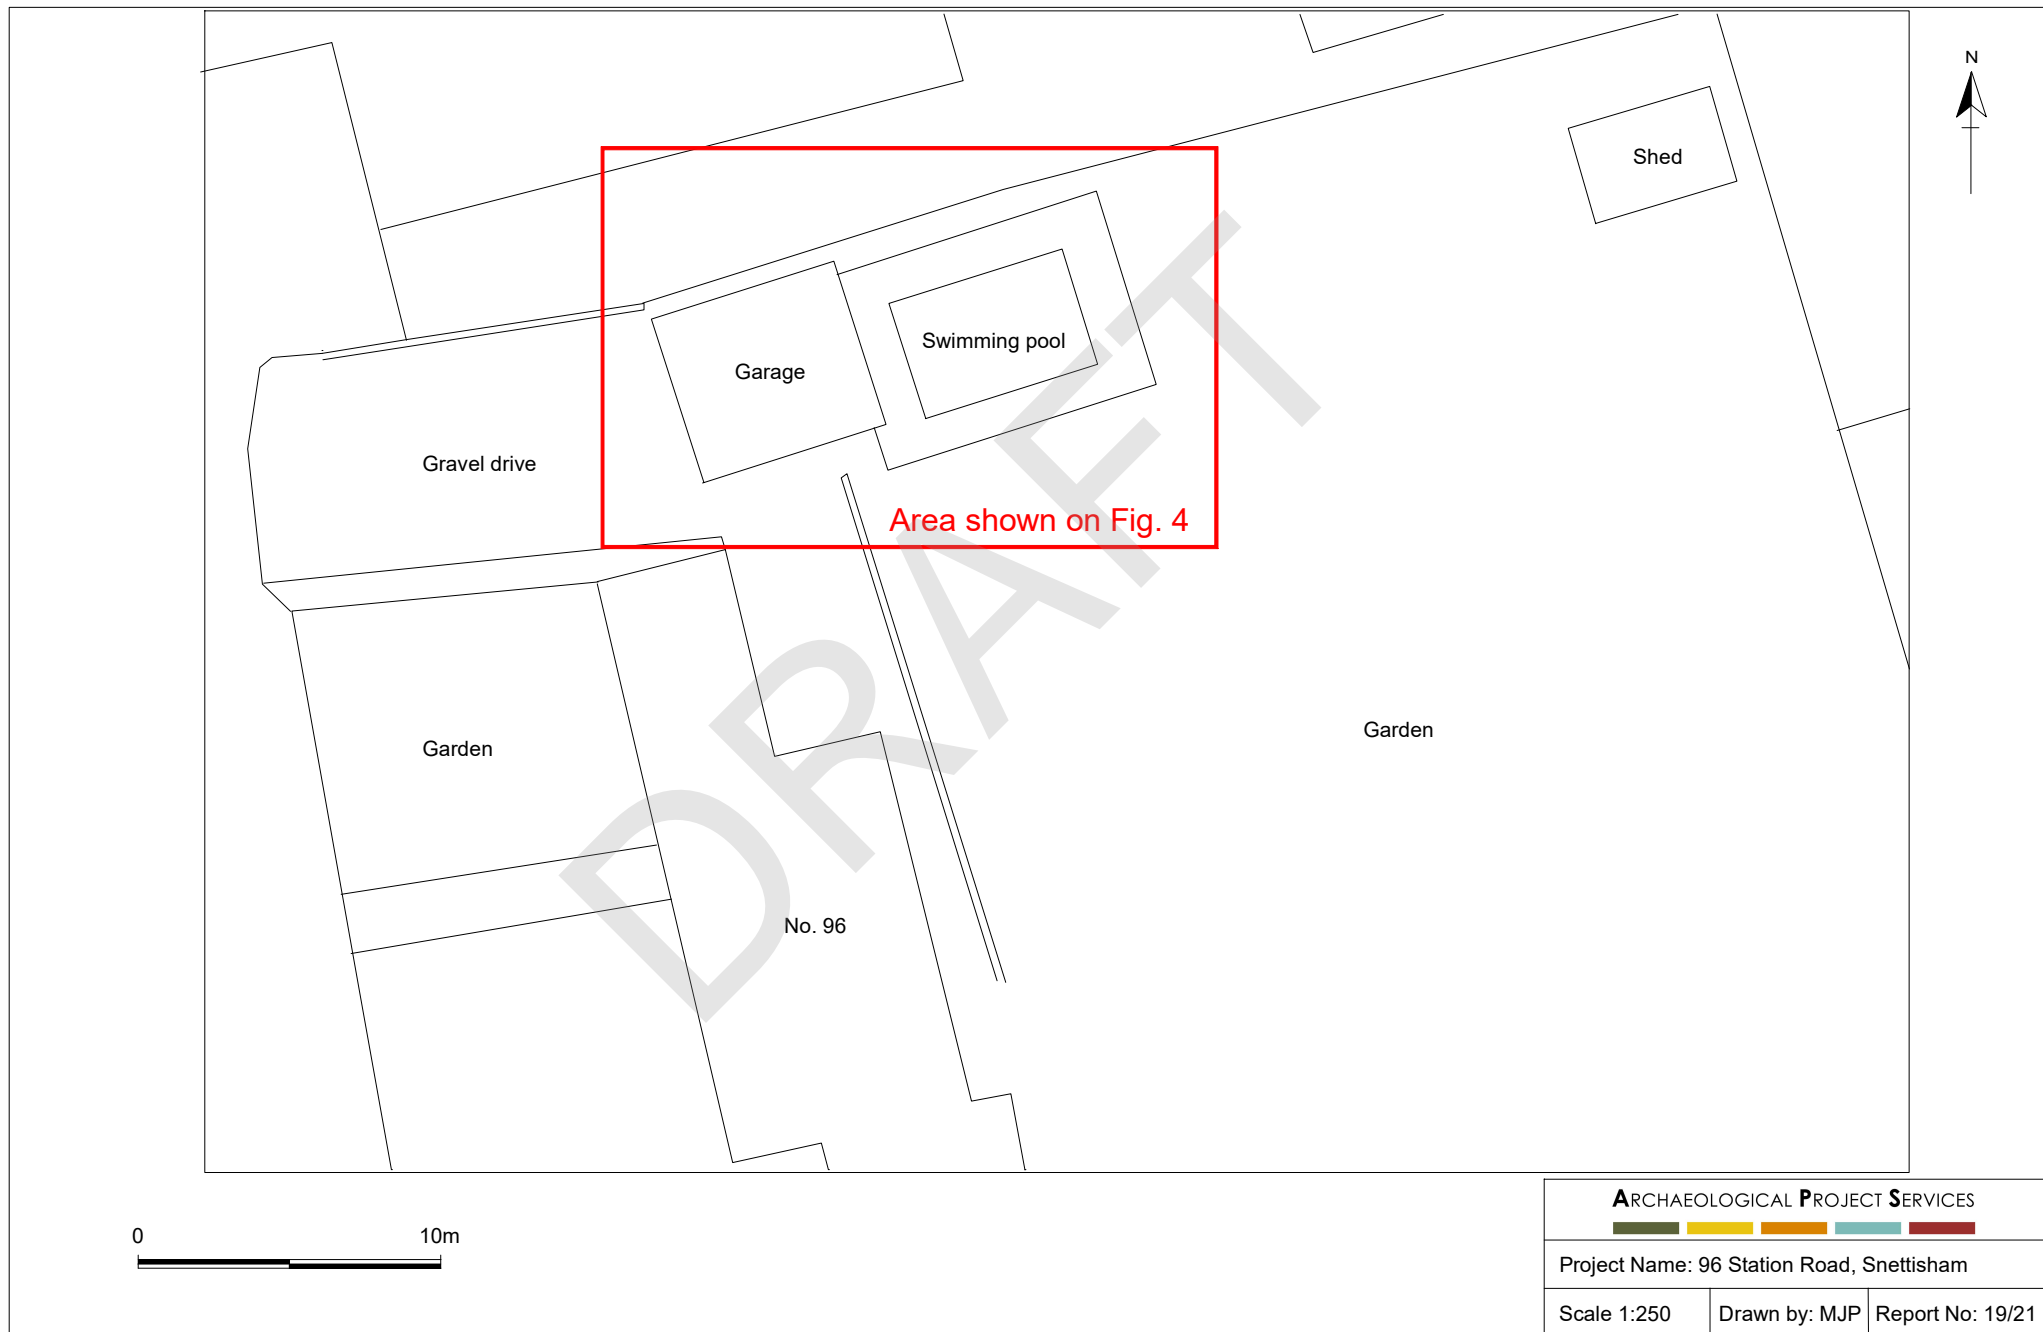 N
Shed
Swimming pool
Garage
Gravel drive
Area shown on Fig. 4
DRAFT
Garden
Garden
No. 96
0 10m
ARCHAEOLOGICAL PROJECT SERVICES
Project Name: 96 Station Road, Snettisham
Scale 1:250 Drawn by: MJP Report No: 19/21